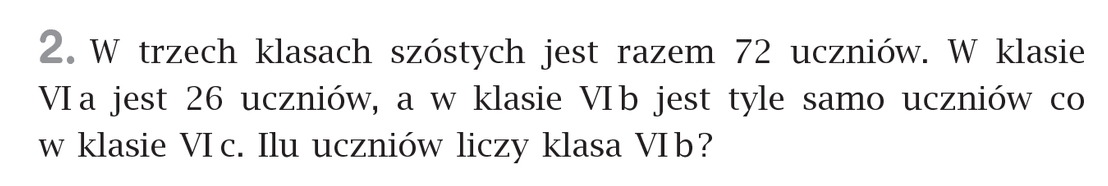 2. W trzech klasach szóstych jest razem 72 uczniów. W klasie
VI a jest 26 uczniów, a w klasie VI b jest tyle samo uczniów co
w klasie VI c. Ilu uczniów liczy klasa VI b?